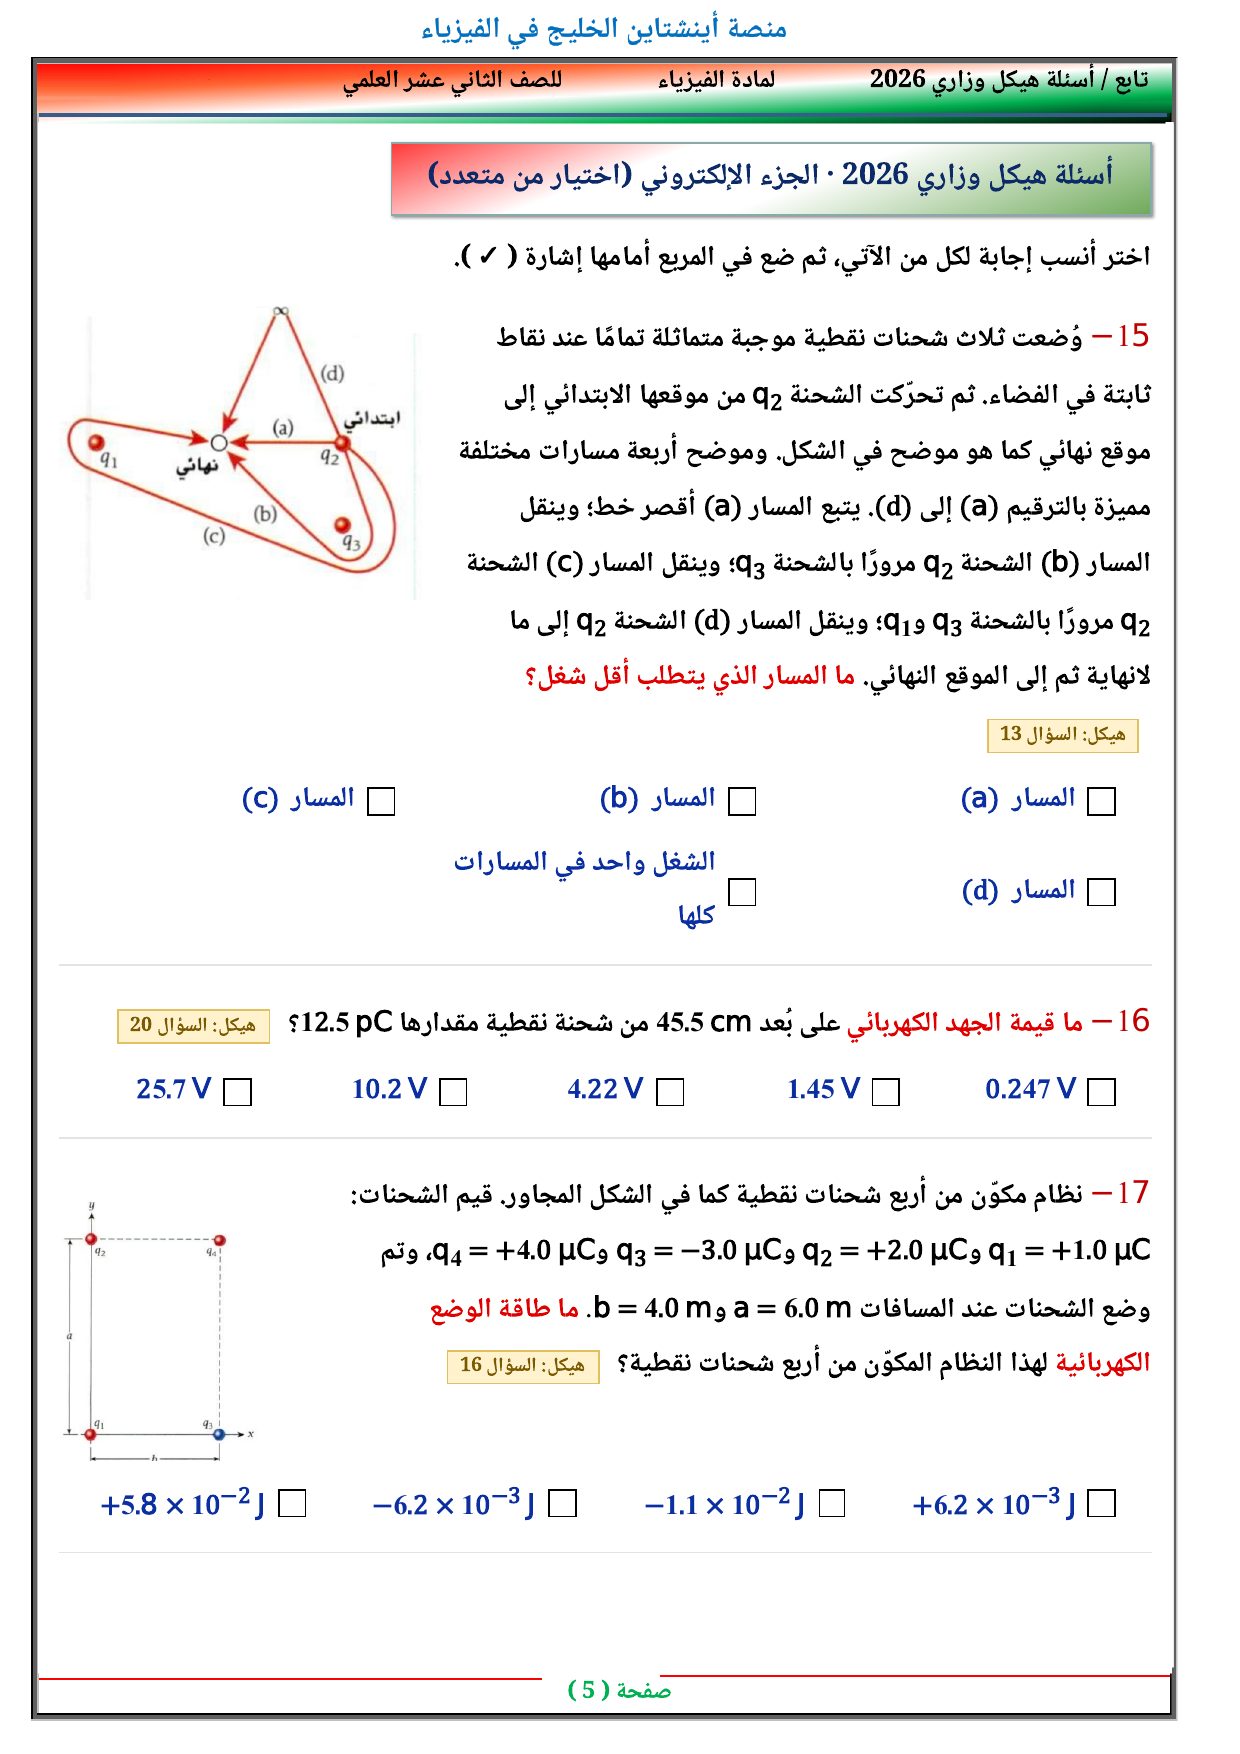 منصة أينشتاين الخليج في الفيزياء
تابع / أسئلة هيكل وزاري 2026 لمادة الفيزياء للصف الثاني عشر العلمي
أسئلة هيكل وزاري 2026 · الجزء الإلكتروني (اختيار من متعدد)
اختر أنسب إجابة لكل من الآتي، ثم ضع في المربع أمامها إشارة ( ✓ ).
15– وُضعت ثلاث شحنات نقطية موجبة متماثلة تمامًا عند نقاط
ثابتة في الفضاء. ثم تحرّكت الشحنة q₂ من موقعها الابتدائي إلى
موقع نهائي كما هو موضح في الشكل. وموضح أربعة مسارات مختلفة
مميزة بالترقيم (a) إلى (d). يتبع المسار (a) أقصر خط؛ وينقل
المسار (b) الشحنة q₂ مرورًا بالشحنة q₃؛ وينقل المسار (c) الشحنة
q₂ مرورًا بالشحنة q₃ وq₁؛ وينقل المسار (d) الشحنة q₂ إلى ما
لانهاية ثم إلى الموقع النهائي. ما المسار الذي يتطلب أقل شغل؟
∞
(d)
ابتدائي
(a)
q₁
نهائي
q₂
(b)
(c)
q₃
هيكل: السؤال 13
المسار (a) المسار (b) المسار (c)
المسار (d) الشغل واحد في المسارات
كلها
16– ما قيمة الجهد الكهربائي على بُعد 45.5 cm من شحنة نقطية مقدارها 12.5 pC؟ هيكل: السؤال 20
0.247 V 1.45 V 4.22 V 10.2 V 25.7 V
17– نظام مكوّن من أربع شحنات نقطية كما في الشكل المجاور. قيم الشحنات:
q₁ = +1.0 µC وq₂ = +2.0 µC وq₃ = −3.0 µC وq₄ = +4.0 µC، وتم
وضع الشحنات عند المسافات a = 6.0 m وb = 4.0 m. ما طاقة الوضع
الكهربائية لهذا النظام المكوّن من أربع شحنات نقطية؟ هيكل: السؤال 16
y
q₂ q₄
a
q₁ q₃ x
b
+6.2 × 10⁻³ J −1.1 × 10⁻² J −6.2 × 10⁻³ J +5.8 × 10⁻² J
صفحة ( 5 )